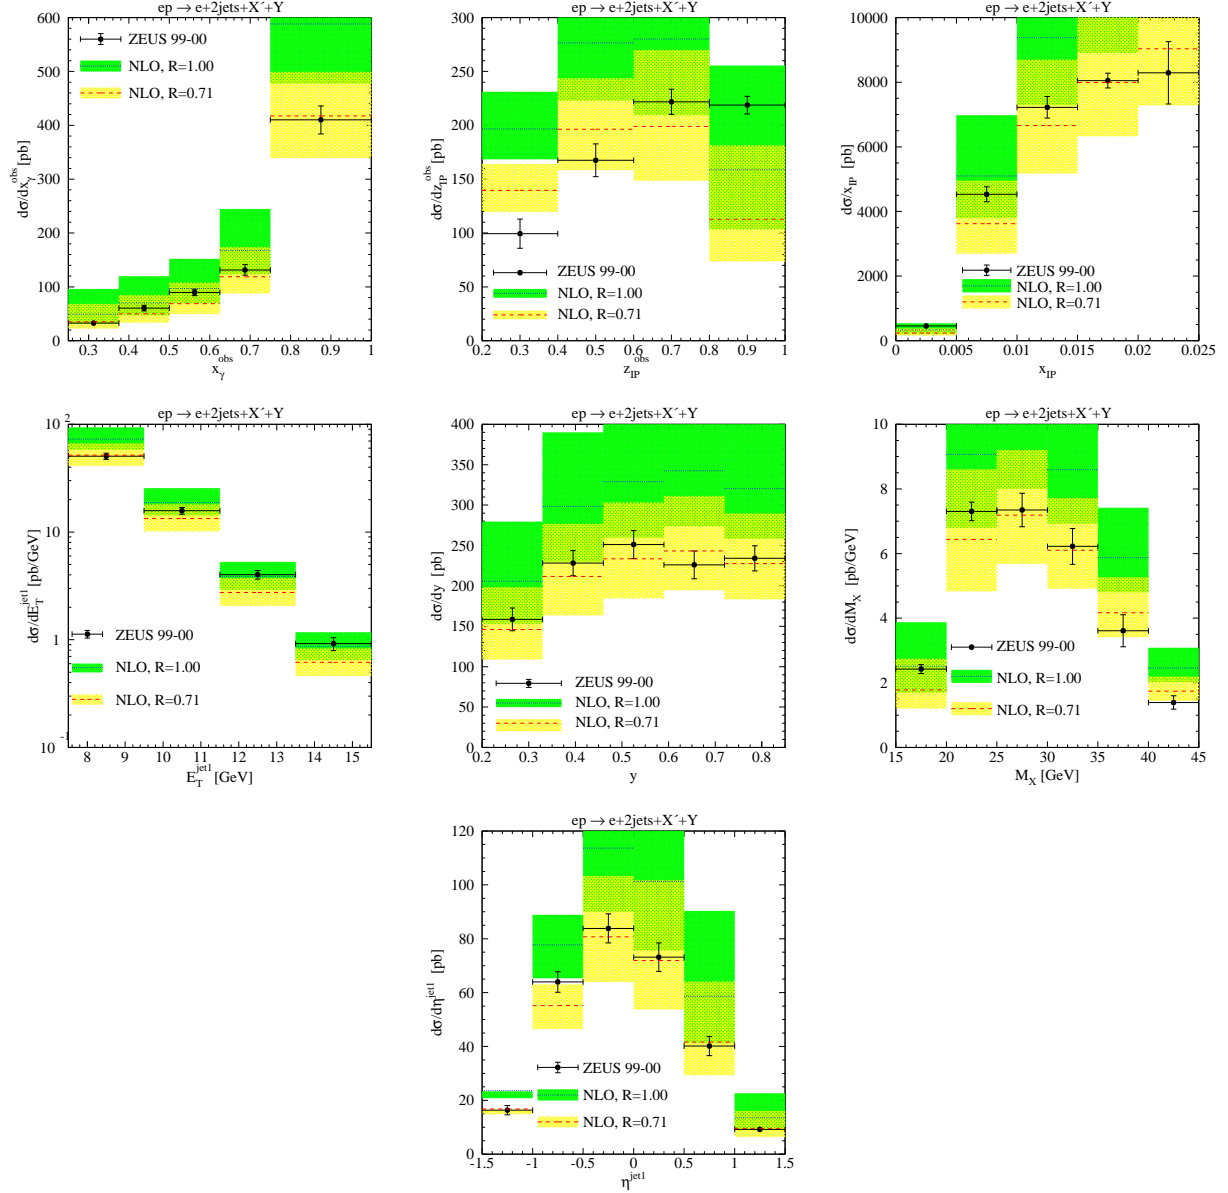 ep → e+2jets+X´+Y
dσ/dx_γ^obs [pb]
600
500
400
300
200
100
0
ZEUS 99-00
NLO, R=1.00
NLO, R=0.71
0.3 0.4 0.5 0.6 0.7 0.8 0.9 1
x_γ^obs
ep → e+2jets+X´+Y
dσ/dz_IP^obs [pb]
300
250
200
150
100
50
0
ZEUS 99-00
NLO, R=1.00
NLO, R=0.71
0.2 0.3 0.4 0.5 0.6 0.7 0.8 0.9 1
z_IP^obs
ep → e+2jets+X´+Y
dσ/x_IP [pb]
10000
8000
6000
4000
2000
0
ZEUS 99-00
NLO, R=1.00
NLO, R=0.71
0 0.005 0.01 0.015 0.02 0.025
x_IP
ep → e+2jets+X´+Y
dσ/dE_T^jet1 [pb/GeV]
10^2
10
1
10^-1
ZEUS 99-00
NLO, R=1.00
NLO, R=0.71
8 9 10 11 12 13 14 15
E_T^jet1 [GeV]
ep → e+2jets+X´+Y
dσ/dy [pb]
400
350
300
250
200
150
100
50
0
ZEUS 99-00
NLO, R=1.00
NLO, R=0.71
0.2 0.3 0.4 0.5 0.6 0.7 0.8
y
ep → e+2jets+X´+Y
dσ/dM_X [pb/GeV]
10
8
6
4
2
0
ZEUS 99-00
NLO, R=1.00
NLO, R=0.71
15 20 25 30 35 40 45
M_X [GeV]
ep → e+2jets+X´+Y
dσ/dη^jet1 [pb]
120
100
80
60
40
20
0
ZEUS 99-00
NLO, R=1.00
NLO, R=0.71
-1.5 -1 -0.5 0 0.5 1 1.5
η^jet1